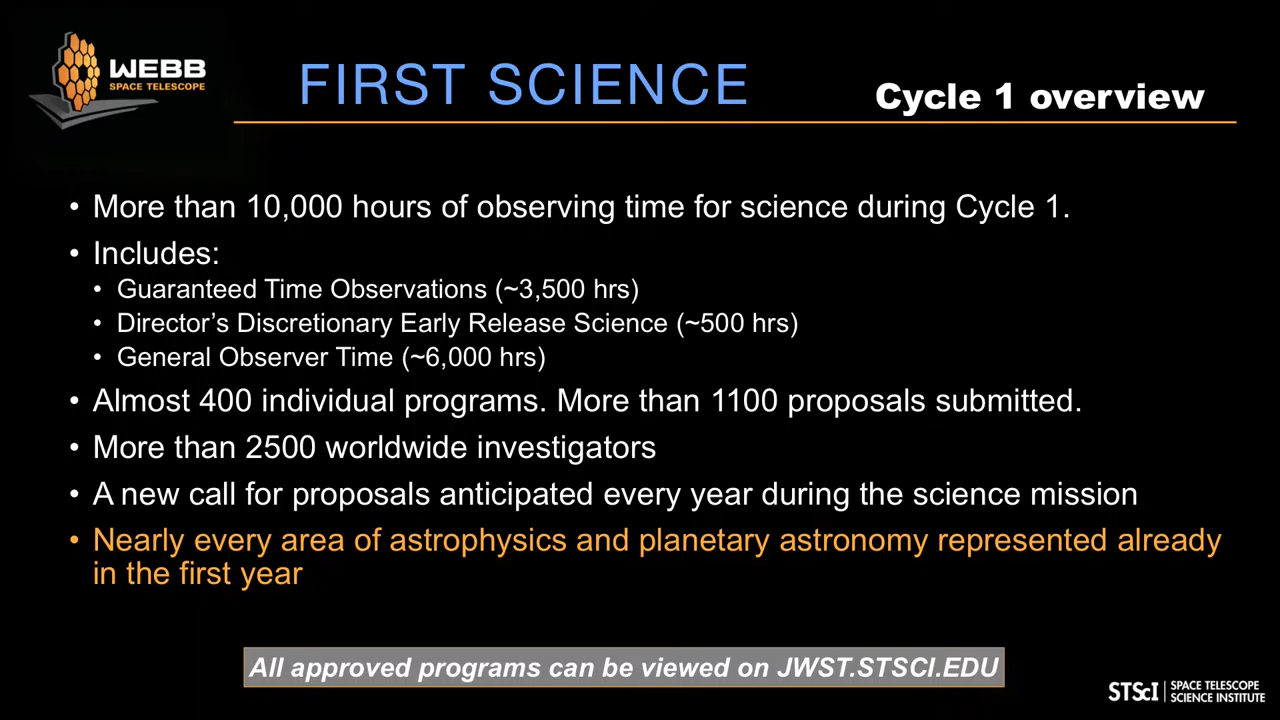 WEBB
SPACE TELESCOPE
FIRST SCIENCE
Cycle 1 overview
• More than 10,000 hours of observing time for science during Cycle 1.
• Includes:
• Guaranteed Time Observations (~3,500 hrs)
• Director’s Discretionary Early Release Science (~500 hrs)
• General Observer Time (~6,000 hrs)
• Almost 400 individual programs. More than 1100 proposals submitted.
• More than 2500 worldwide investigators
• A new call for proposals anticipated every year during the science mission
• Nearly every area of astrophysics and planetary astronomy represented already
in the first year
All approved programs can be viewed on JWST.STSCI.EDU
STScI | SPACE TELESCOPE
SCIENCE INSTITUTE